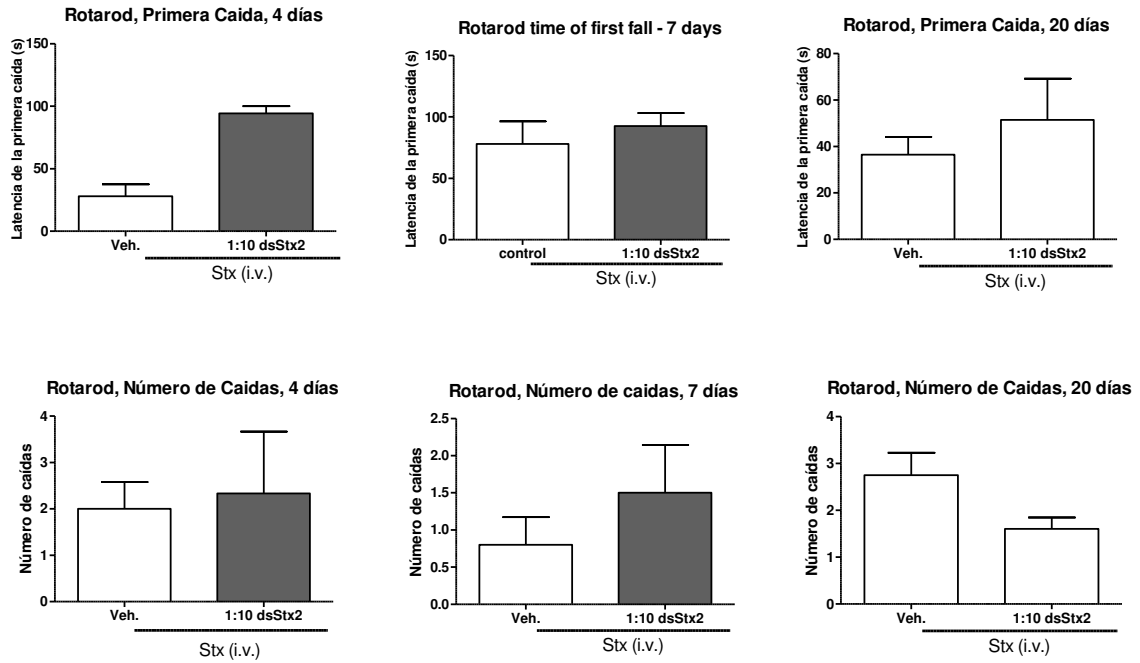 Rotarod, Primera Caida, 4 días
Latencia de la primera caída (s)
150
100
50
0
Veh.
1:10 dsStx2
Stx (i.v.)
Rotarod time of first fall - 7 days
Latencia de la primera caída (s)
150
100
50
0
control
1:10 dsStx2
Stx (i.v.)
Rotarod, Primera Caida, 20 días
Latencia de la primera caída (s)
80
60
40
20
0
Veh.
1:10 dsStx2
Stx (i.v.)
Rotarod, Número de Caidas, 4 días
Número de caídas
4
3
2
1
0
Veh.
1:10 dsStx2
Stx (i.v.)
Rotarod, Número de caidas, 7 días
Número de caídas
2.5
2.0
1.5
1.0
0.5
0.0
Veh.
1:10 dsStx2
Stx (i.v.)
Rotarod, Número de Caidas, 20 días
Número de caídas
4
3
2
1
0
Veh.
1:10 dsStx2
Stx (i.v.)